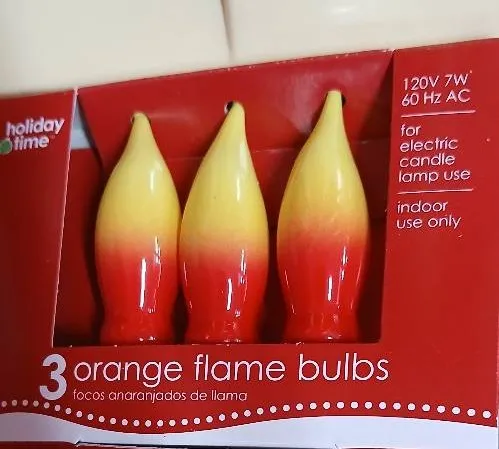 holiday
time
120V 7W
60 Hz AC
for
electric
candle
lamp use
indoor
use only
3 orange flame bulbs
focos anaranjados de llama